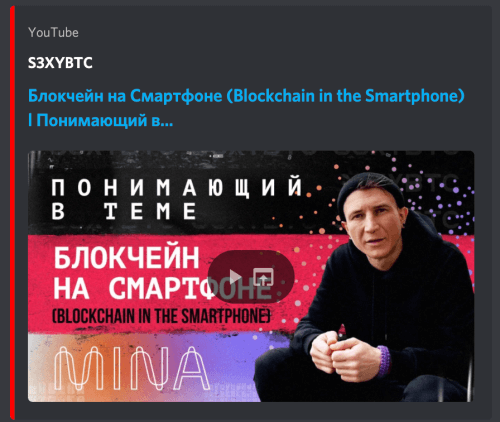 YouTube
S3XYBTC
Блокчейн на Смартфоне (Blockchain in the Smartphone)
| Понимающий в...
ПОНИМАЮЩИЙ
В ТЕМЕ
БЛОКЧЕЙН
НА СМАРТФОНЕ
(BLOCKCHAIN IN THE SMARTPHONE)
MINA